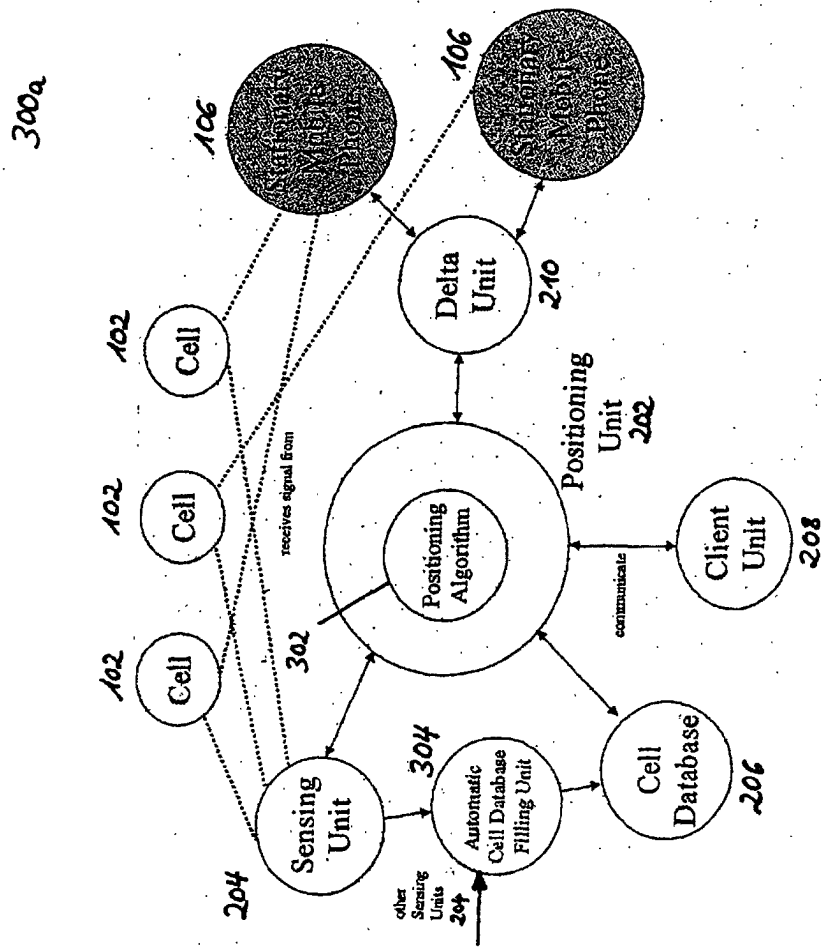 300a
102
Cell
102
Cell
102
Cell
106
Stationary
Mobile
Phon
106
Stationary
Mobile
Phone
receives signal from
204
Sensing
Unit
302
Positioning
Algorithm
Positioning
Unit
202
Delta
Unit
210
other
Sensing
Units
204
304
Automatic
Cell Database
Filling Unit
Cell
Database
206
communicate
Client
Unit
208